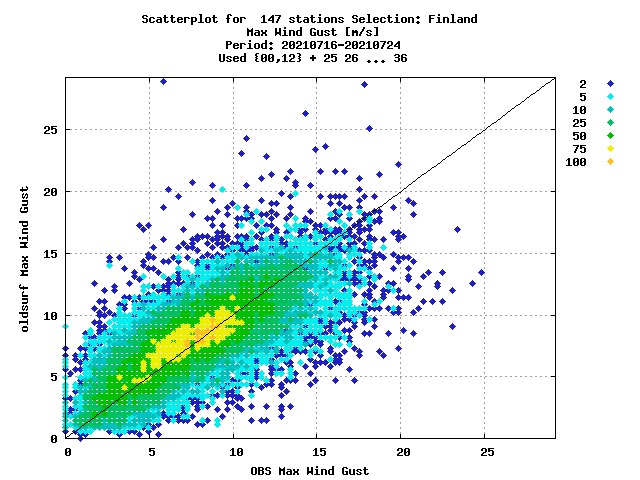 Scatterplot for  147 stations Selection: Finland
Max Wind Gust [m/s]
Period: 20210716-20210724
Used {00,12} + 25 26 ... 36
2
5
10
25
50
75
100
oldsurf Max Wind Gust
25
20
15
10
5
0
0 5 10 15 20 25
OBS Max Wind Gust